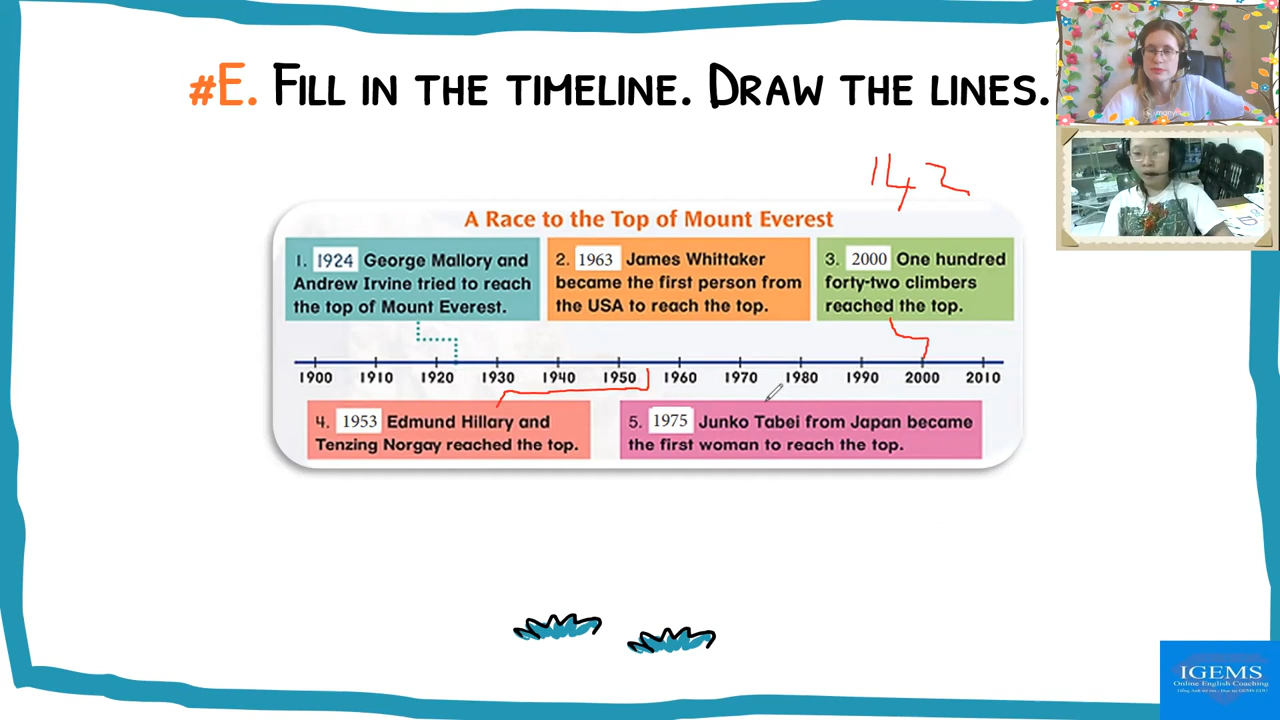 #E. FILL IN THE TIMELINE. DRAW THE LINES.
142
A Race to the Top of Mount Everest
1. 1924 George Mallory and
Andrew Irvine tried to reach
the top of Mount Everest.
2. 1963 James Whittaker
became the first person from
the USA to reach the top.
3. 2000 One hundred
forty-two climbers
reached the top.
1900 1910 1920 1930 1940 1950 1960 1970 1980 1990 2000 2010
4. 1953 Edmund Hillary and
Tenzing Norgay reached the top.
5. 1975 Junko Tabei from Japan became
the first woman to reach the top.
IGEMS
Online English Coaching